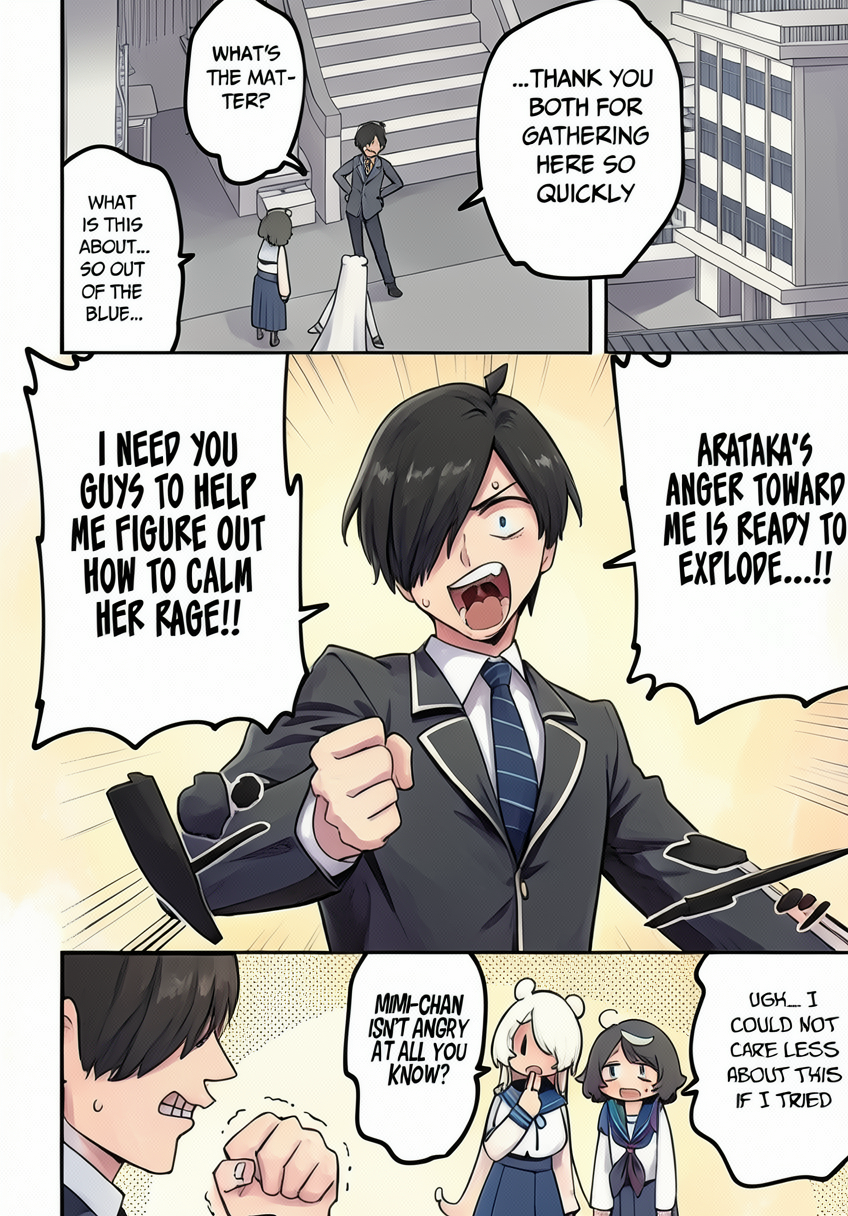 ...THANK YOU
BOTH FOR
GATHERING
HERE SO
QUICKLY
WHAT'S
THE MAT-
TER?
WHAT
IS THIS
ABOUT...
SO OUT
OF THE
BLUE...
ARATAKA'S
ANGER TOWARD
ME IS READY TO
EXPLODE...!!
I NEED YOU
GUYS TO HELP
ME FIGURE OUT
HOW TO CALM
HER RAGE!!
UGH.... I
COULD NOT
CARE LESS
ABOUT THIS
IF I TRIED
MIMI-CHAN
ISN'T ANGRY
AT ALL YOU
KNOW?